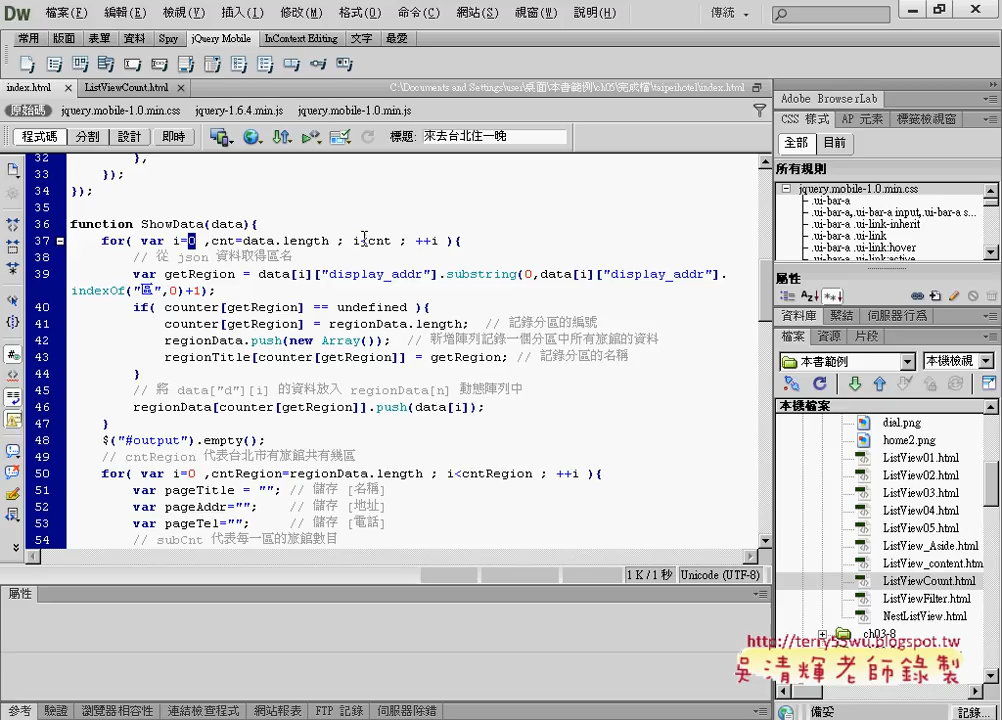 Dw 檔案(F) 編輯(E) 檢視(V) 插入(I) 修改(M) 格式(O) 命令(C) 網站(S) 視窗(W) 說明(H) 傳統
常用 版面 表單 資料 Spry jQuery Mobile InContext Editing 文字 最愛
index.html ListViewCount.html C:\Documents and Settings\user\桌面\本書範例\ch05\完成檔\taipeihotel\index.html
原始碼 jquery.mobile-1.0.min.css jquery-1.6.4.min.js jquery.mobile-1.0.min.js
程式碼 分割 設計 即時 標題: 來去台北住一晚
32 },
33 });
34 });
35
36 function ShowData(data){
37 for( var i=0 ,cnt=data.length ; i<cnt ; ++i ){
38 // 從 json 資料取得區名
39 var getRegion = data[i]["display_addr"].substring(0,data[i]["display_addr"].
indexOf("區",0)+1);
40 if( counter[getRegion] == undefined ){
41 counter[getRegion] = regionData.length; // 記錄分區的編號
42 regionData.push(new Array()); // 新增陣列記錄一個分區中所有旅館的資料
43 regionTitle[counter[getRegion]] = getRegion; // 記錄分區的名稱
44 }
45 // 將 data["d"][i] 的資料放入 regionData[n] 動態陣列中
46 regionData[counter[getRegion]].push(data[i]);
47 }
48 $("#output").empty();
49 // cntRegion 代表台北市有旅館共有幾區
50 for( var i=0 ,cntRegion=regionData.length ; i<cntRegion ; ++i ){
51 var pageTitle = ""; // 儲存 [名稱]
52 var pageAddr=""; // 儲存 [地址]
53 var pageTel=""; // 儲存 [電話]
54 // subCnt 代表每一區的旅館數目
1 K / 1 秒 Unicode (UTF-8)
屬性
參考 驗證 瀏覽器相容性 連結檢查程式 網站報表 FTP 記錄 伺服器除錯
Adobe BrowserLab
CSS 樣式 AP 元素 標籤檢視窗
全部 目前
所有規則
jquery.mobile-1.0.min.css
.ui-bar-a
.ui-bar-a,.ui-bar-a input,.ui-bar-a s...
.ui-bar-a
.ui-bar-a .ui-link
.ui-bar-a .ui-link:hover
.ui-bar-a .ui-link:active
屬性
資料庫 繫結 伺服器行為
檔案 資源 片段
本書範例 本機檢視
本機檔案
dial.png
home2.png
ListView01.html
ListView02.html
ListView03.html
ListView04.html
ListView05.html
ListView_Aside.html
ListView_content.htm
ListViewCount.html
ListViewFilter.html
NestListView.html
ch03-8
http://terry55wu.blogspot.tw
吳清輝老師錄製
備妥 記錄...